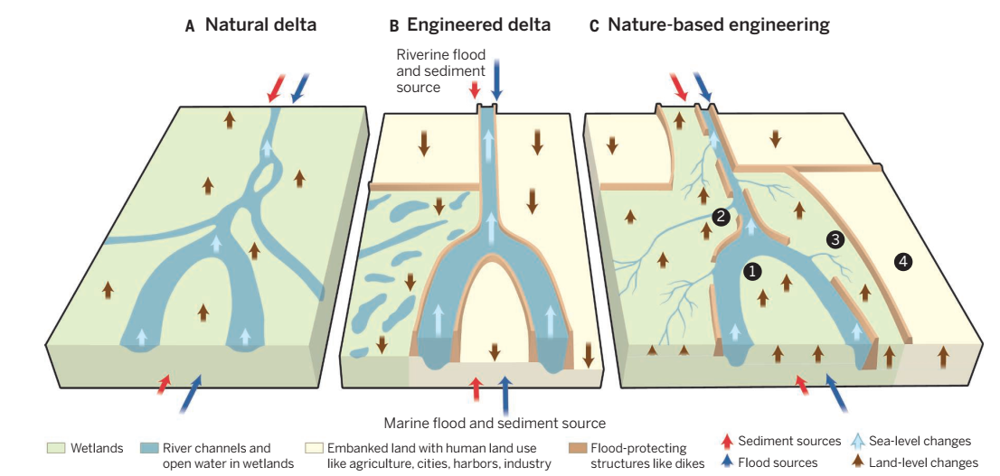 A Natural delta
B Engineered delta
C Nature-based engineering
Riverine flood
and sediment
source
2
3
4
1
Marine flood and sediment source
Wetlands
River channels and
open water in wetlands
Embanked land with human land use
like agriculture, cities, harbors, industry
Flood-protecting
structures like dikes
Sediment sources
Flood sources
Sea-level changes
Land-level changes